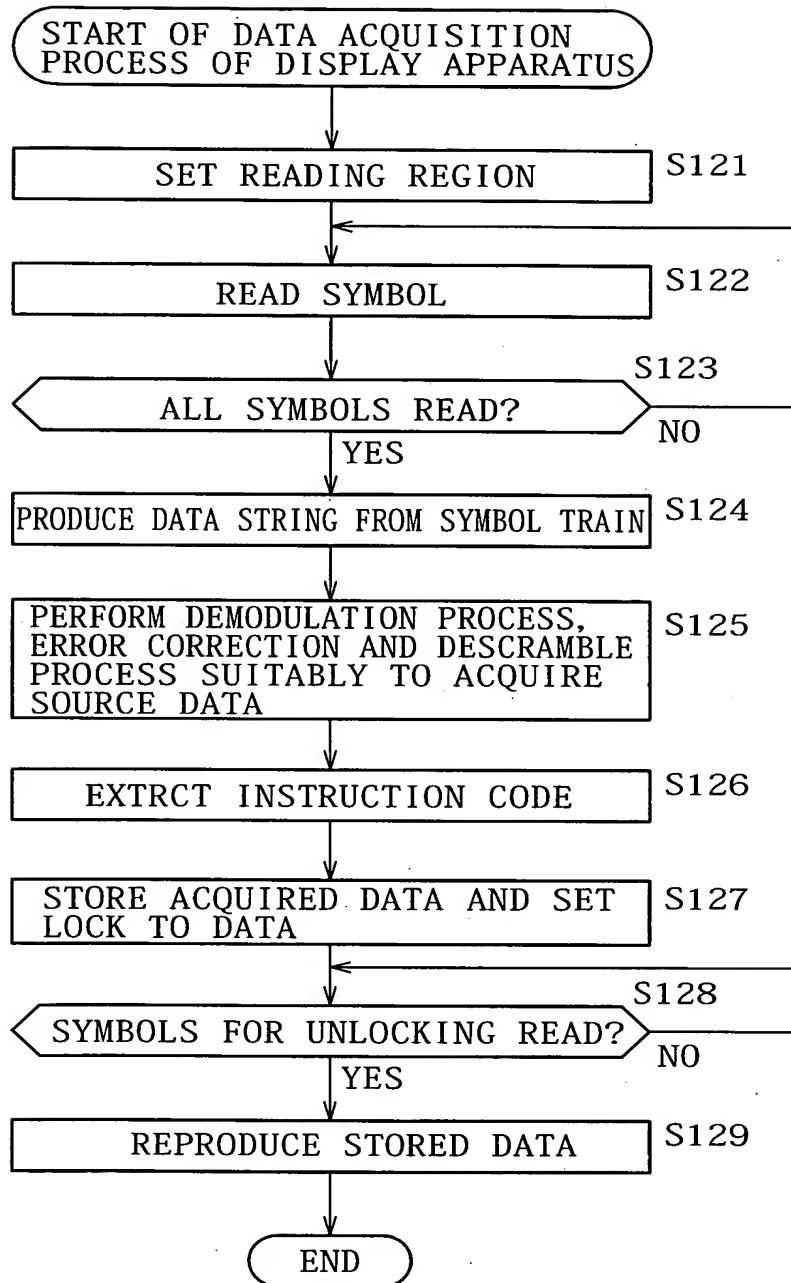 START OF DATA ACQUISITION
PROCESS OF DISPLAY APPARATUS
SET READING REGION
S121
READ SYMBOL
S122
S123
ALL SYMBOLS READ?
NO
YES
PRODUCE DATA STRING FROM SYMBOL TRAIN
S124
PERFORM DEMODULATION PROCESS,
ERROR CORRECTION AND DESCRAMBLE
PROCESS SUITABLY TO ACQUIRE
SOURCE DATA
S125
EXTRCT INSTRUCTION CODE
S126
STORE ACQUIRED DATA AND SET
LOCK TO DATA
S127
S128
SYMBOLS FOR UNLOCKING READ?
NO
YES
REPRODUCE STORED DATA
S129
END